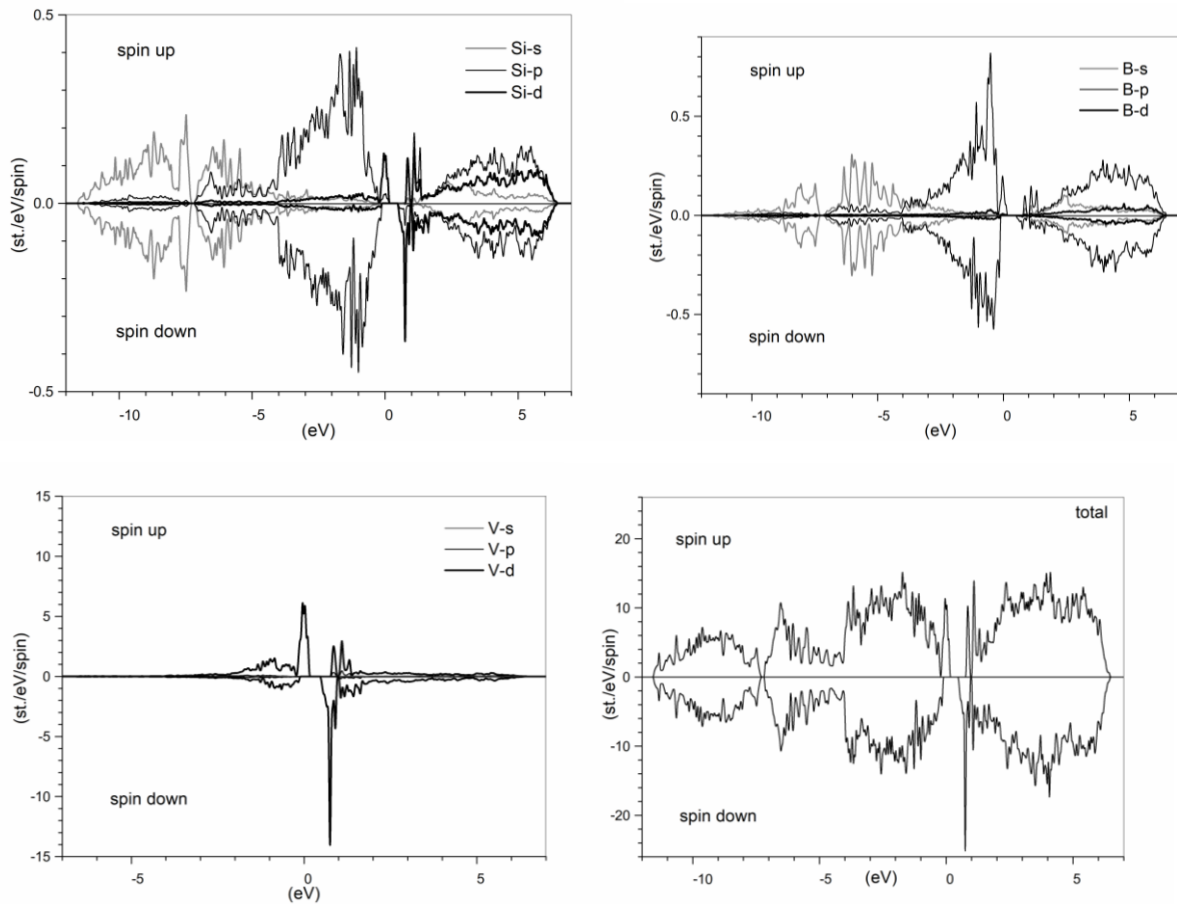 0.5
spin up
Si-s
Si-p
Si-d
0.0
(st./eV/spin)
spin down
-0.5
-10
-5
0
5
(eV)
spin up
B-s
B-p
B-d
0.5
0.0
(st./eV/spin)
-0.5
spin down
-10
-5
0
5
(eV)
15
spin up
V-s
V-p
V-d
10
5
0
(st./eV/spin)
-5
-10
spin down
-15
-5
0
5
(eV)
total
spin up
20
10
0
(st./eV/spin)
-10
-20
spin down
-10
-5
0
5
(eV)